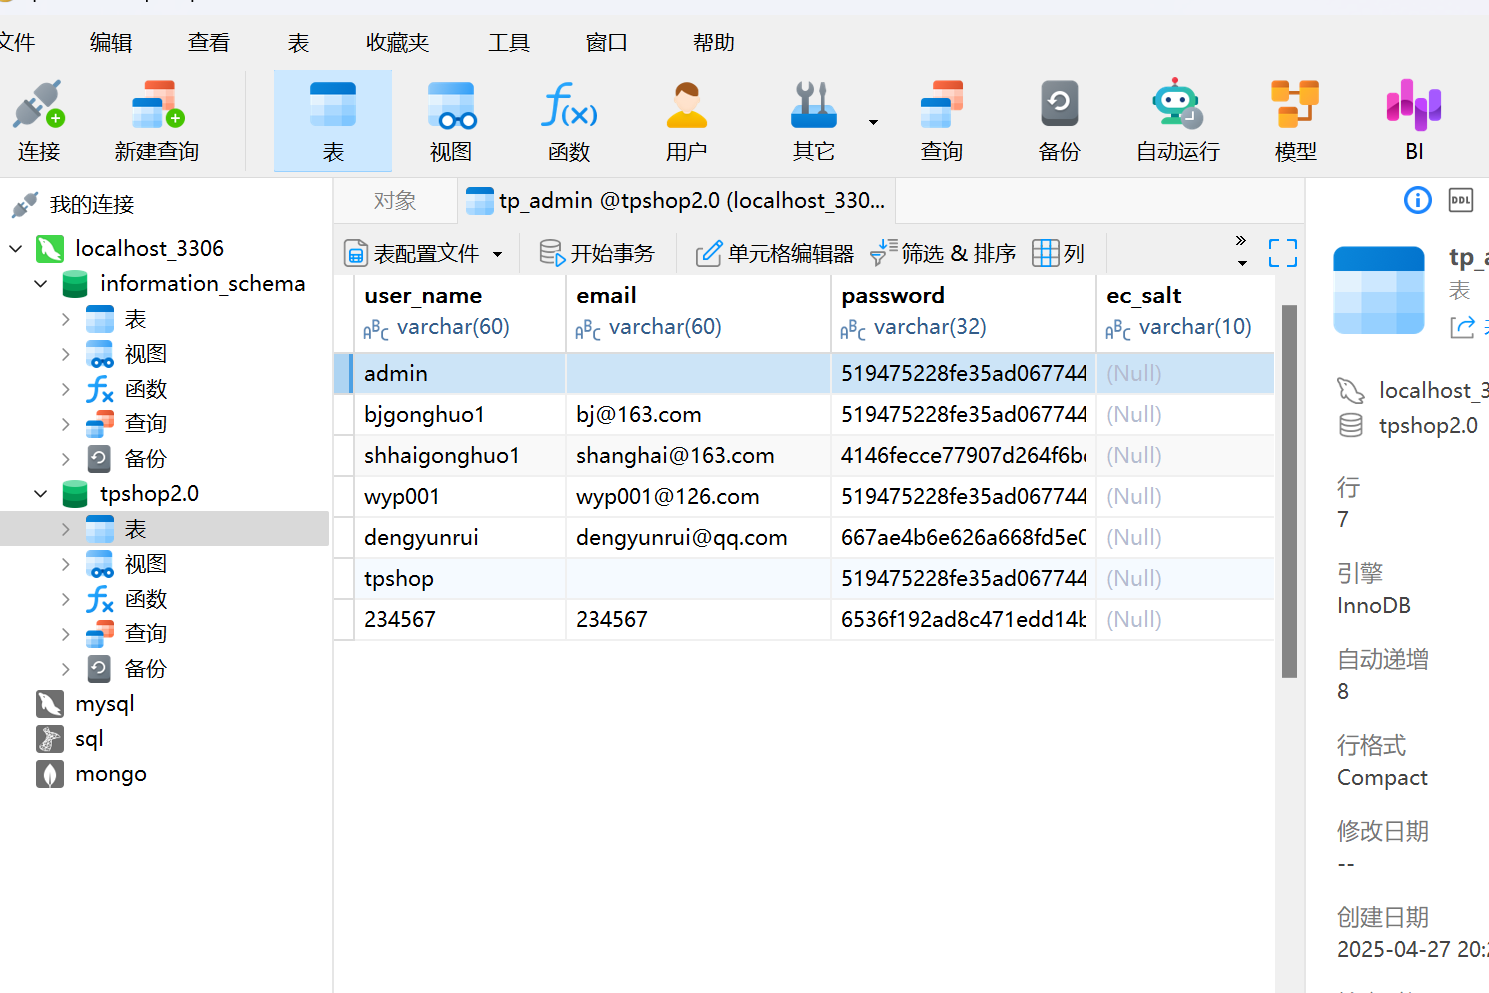 文件 编辑 查看 表 收藏夹 工具 窗口 帮助
连接 新建查询 表 视图 函数 用户 其它 查询 备份 自动运行 模型 BI
我的连接
localhost_3306
information_schema
表
视图
函数
查询
备份
tpshop2.0
表
视图
函数
查询
备份
mysql
sql
mongo
对象 tp_admin @tpshop2.0 (localhost_330...
表配置文件 开始事务 单元格编辑器 筛选 & 排序 列
user_name email password ec_salt
varchar(60) varchar(60) varchar(32) varchar(10)
admin 519475228fe35ad067744 (Null)
bjgonghuo1 bj@163.com 519475228fe35ad067744 (Null)
shhaigonghuo1 shanghai@163.com 4146fecce77907d264f6b (Null)
wyp001 wyp001@126.com 519475228fe35ad067744 (Null)
dengyunrui dengyunrui@qq.com 667ae4b6e626a668fd5e0 (Null)
tpshop 519475228fe35ad067744 (Null)
234567 234567 6536f192ad8c471edd14b (Null)
DDL
tp_a
表
localhost_3
tpshop2.0
行
7
引擎
InnoDB
自动递增
8
行格式
Compact
修改日期
--
创建日期
2025-04-27 20: